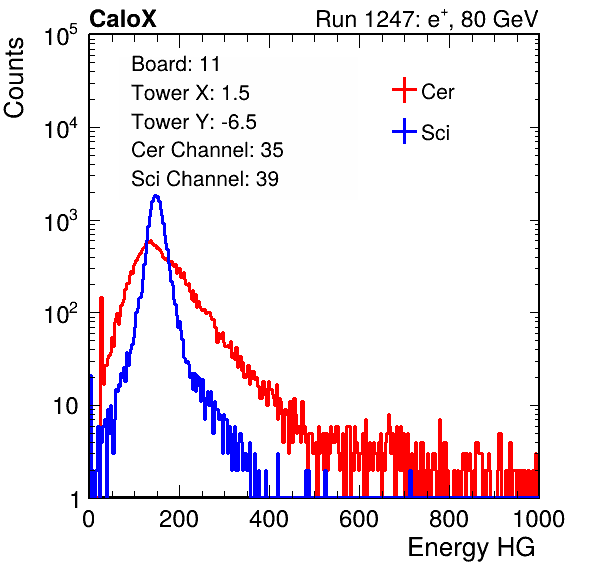 CaloX Run 1247: e⁺, 80 GeV
Counts
Board: 11
Tower X: 1.5
Tower Y: -6.5
Cer Channel: 35
Sci Channel: 39
Cer
Sci
10⁵
10⁴
10³
10²
10
1
0 200 400 600 800 1000
Energy HG